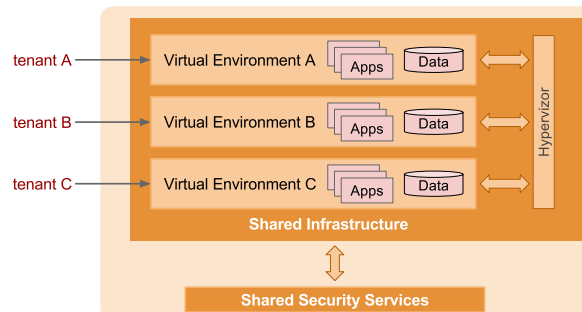 tenant A
Virtual Environment A
Apps
Data
tenant B
Virtual Environment B
Apps
Data
tenant C
Virtual Environment C
Apps
Data
Hypervizor
Shared Infrastructure
Shared Security Services